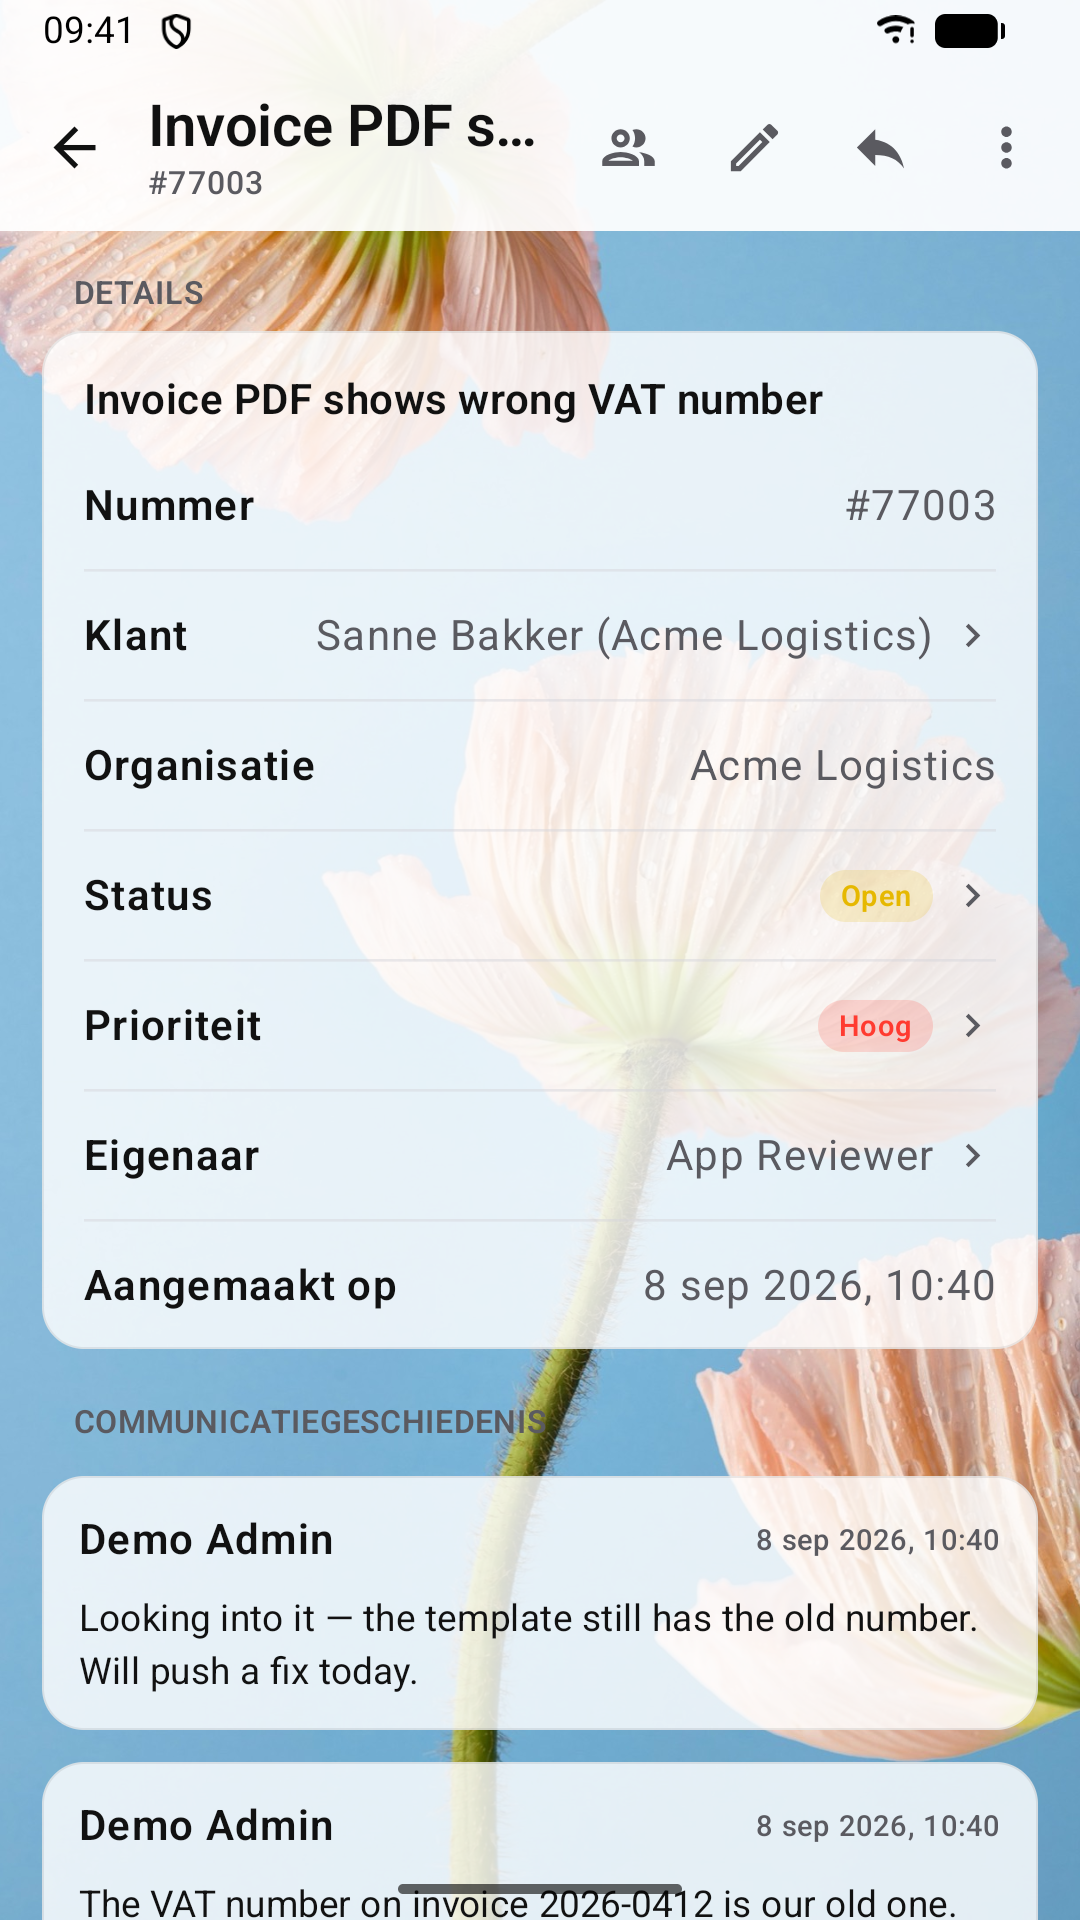 09:41
Invoice PDF s...
#77003
DETAILS
Invoice PDF shows wrong VAT number
Nummer #77003
Klant Sanne Bakker (Acme Logistics)
Organisatie Acme Logistics
Status Open
Prioriteit Hoog
Eigenaar App Reviewer
Aangemaakt op 8 sep 2026, 10:40
COMMUNICATIEGESCHIEDENIS
Demo Admin 8 sep 2026, 10:40
Looking into it — the template still has the old number.
Will push a fix today.
Demo Admin 8 sep 2026, 10:40
The VAT number on invoice 2026-0412 is our old one.